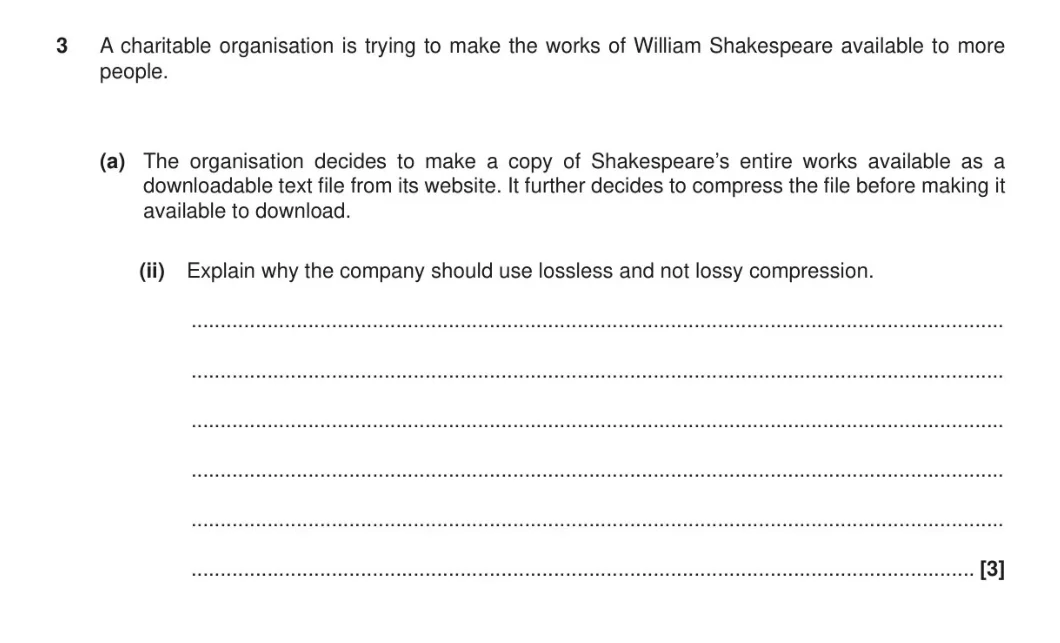 3 A charitable organisation is trying to make the works of William Shakespeare available to more
people.
(a) The organisation decides to make a copy of Shakespeare's entire works available as a
downloadable text file from its website. It further decides to compress the file before making it
available to download.
(ii) Explain why the company should use lossless and not lossy compression.
................................................................................
................................................................................
................................................................................
................................................................................
................................................................................
................................................................................ [3]